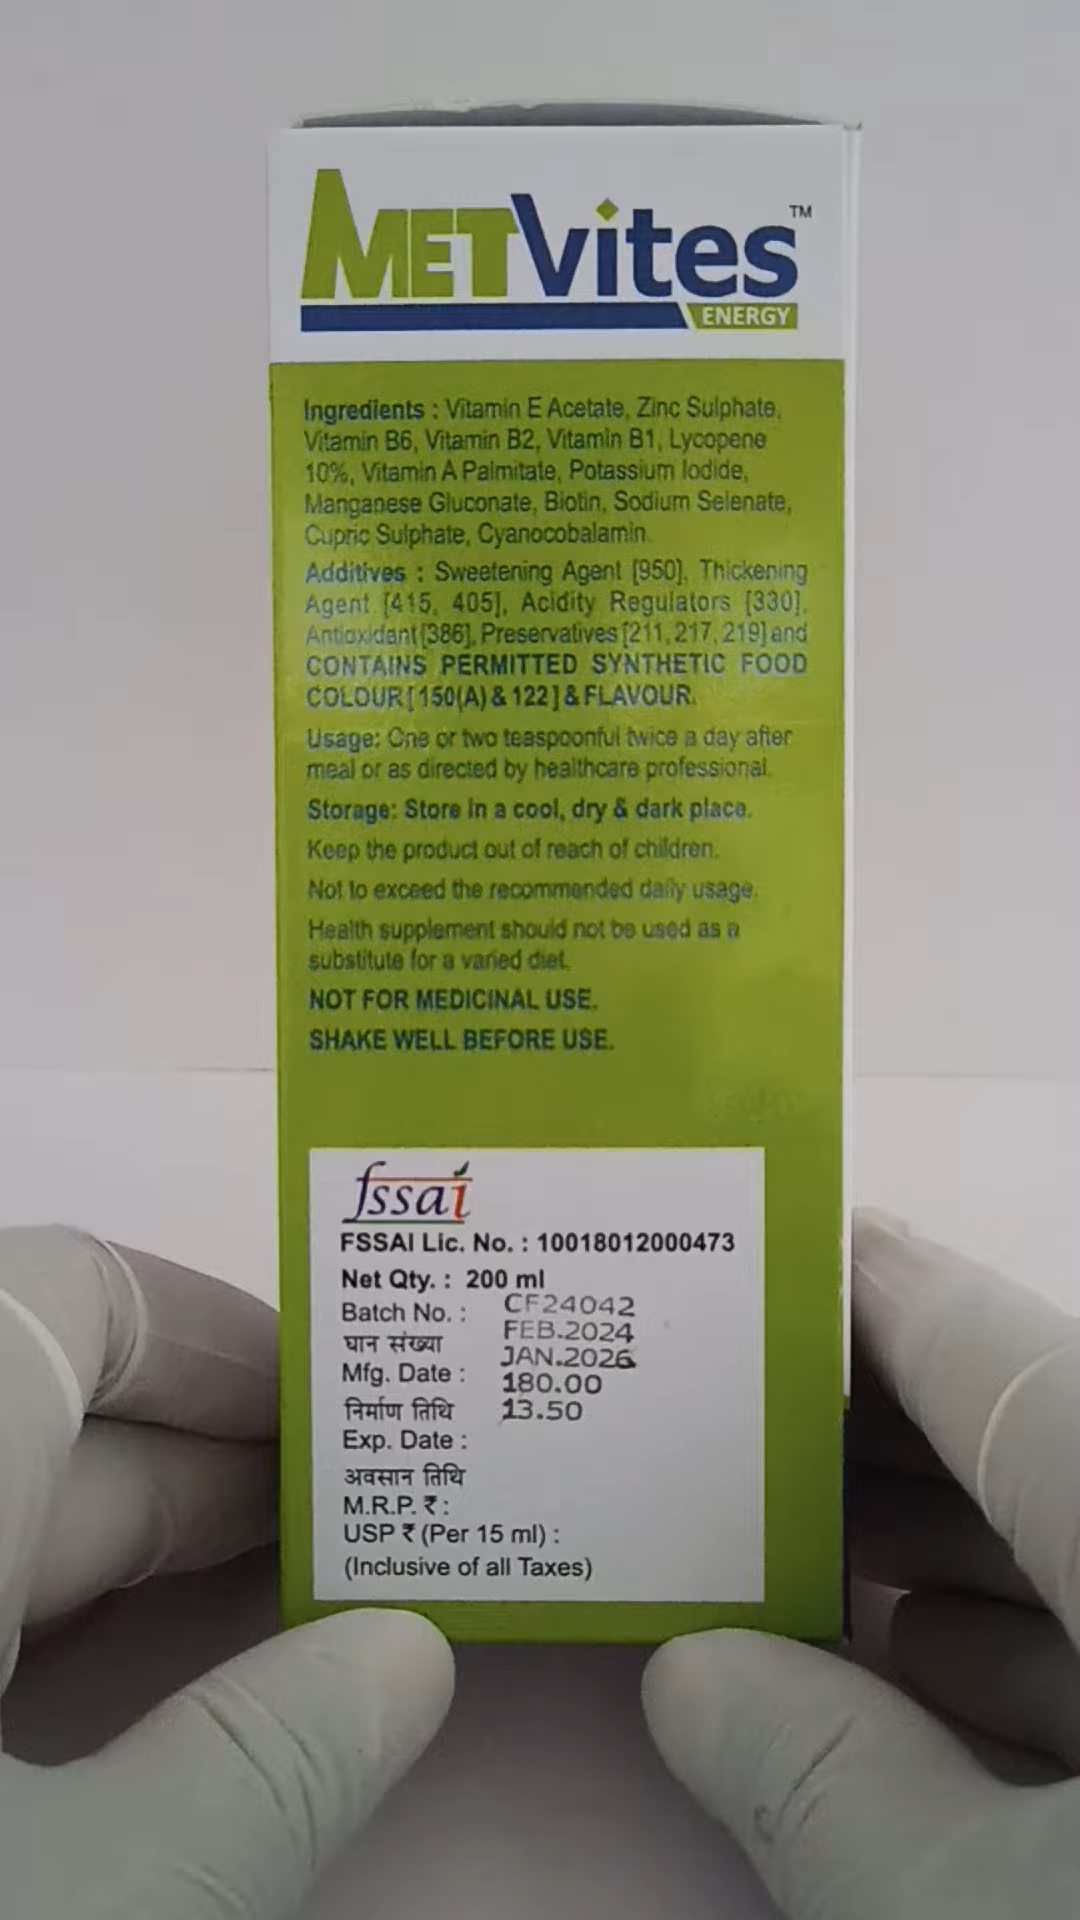 METVites™
ENERGY
Ingredients : Vitamin E Acetate, Zinc Sulphate,
Vitamin B6, Vitamin B2, Vitamin B1, Lycopene
10%, Vitamin A Palmitate, Potassium Iodide,
Manganese Gluconate, Biotin, Sodium Selenate,
Cupric Sulphate, Cyanocobalamin.
Additives : Sweetening Agent [950], Thickening
Agent [415, 405], Acidity Regulators [330],
Antioxidant [386], Preservatives [211, 217, 219] and
CONTAINS PERMITTED SYNTHETIC FOOD
COLOUR [ 150(A) & 122 ] & FLAVOUR.
Usage: One or two teaspoonful twice a day after
meal or as directed by healthcare professional.
Storage: Store in a cool, dry & dark place.
Keep the product out of reach of children.
Not to exceed the recommended daily usage.
Health supplement should not be used as a
substitute for a varied diet.
NOT FOR MEDICINAL USE.
SHAKE WELL BEFORE USE.
fssai
FSSAI Lic. No. : 10018012000473
Net Qty. : 200 ml
Batch No. : CF24042
घान संख्या FEB.2024
Mfg. Date : JAN.2026
180.00
निर्माण तिथि 13.50
Exp. Date :
अवसान तिथि
M.R.P. ₹ :
USP ₹ (Per 15 ml) :
(Inclusive of all Taxes)